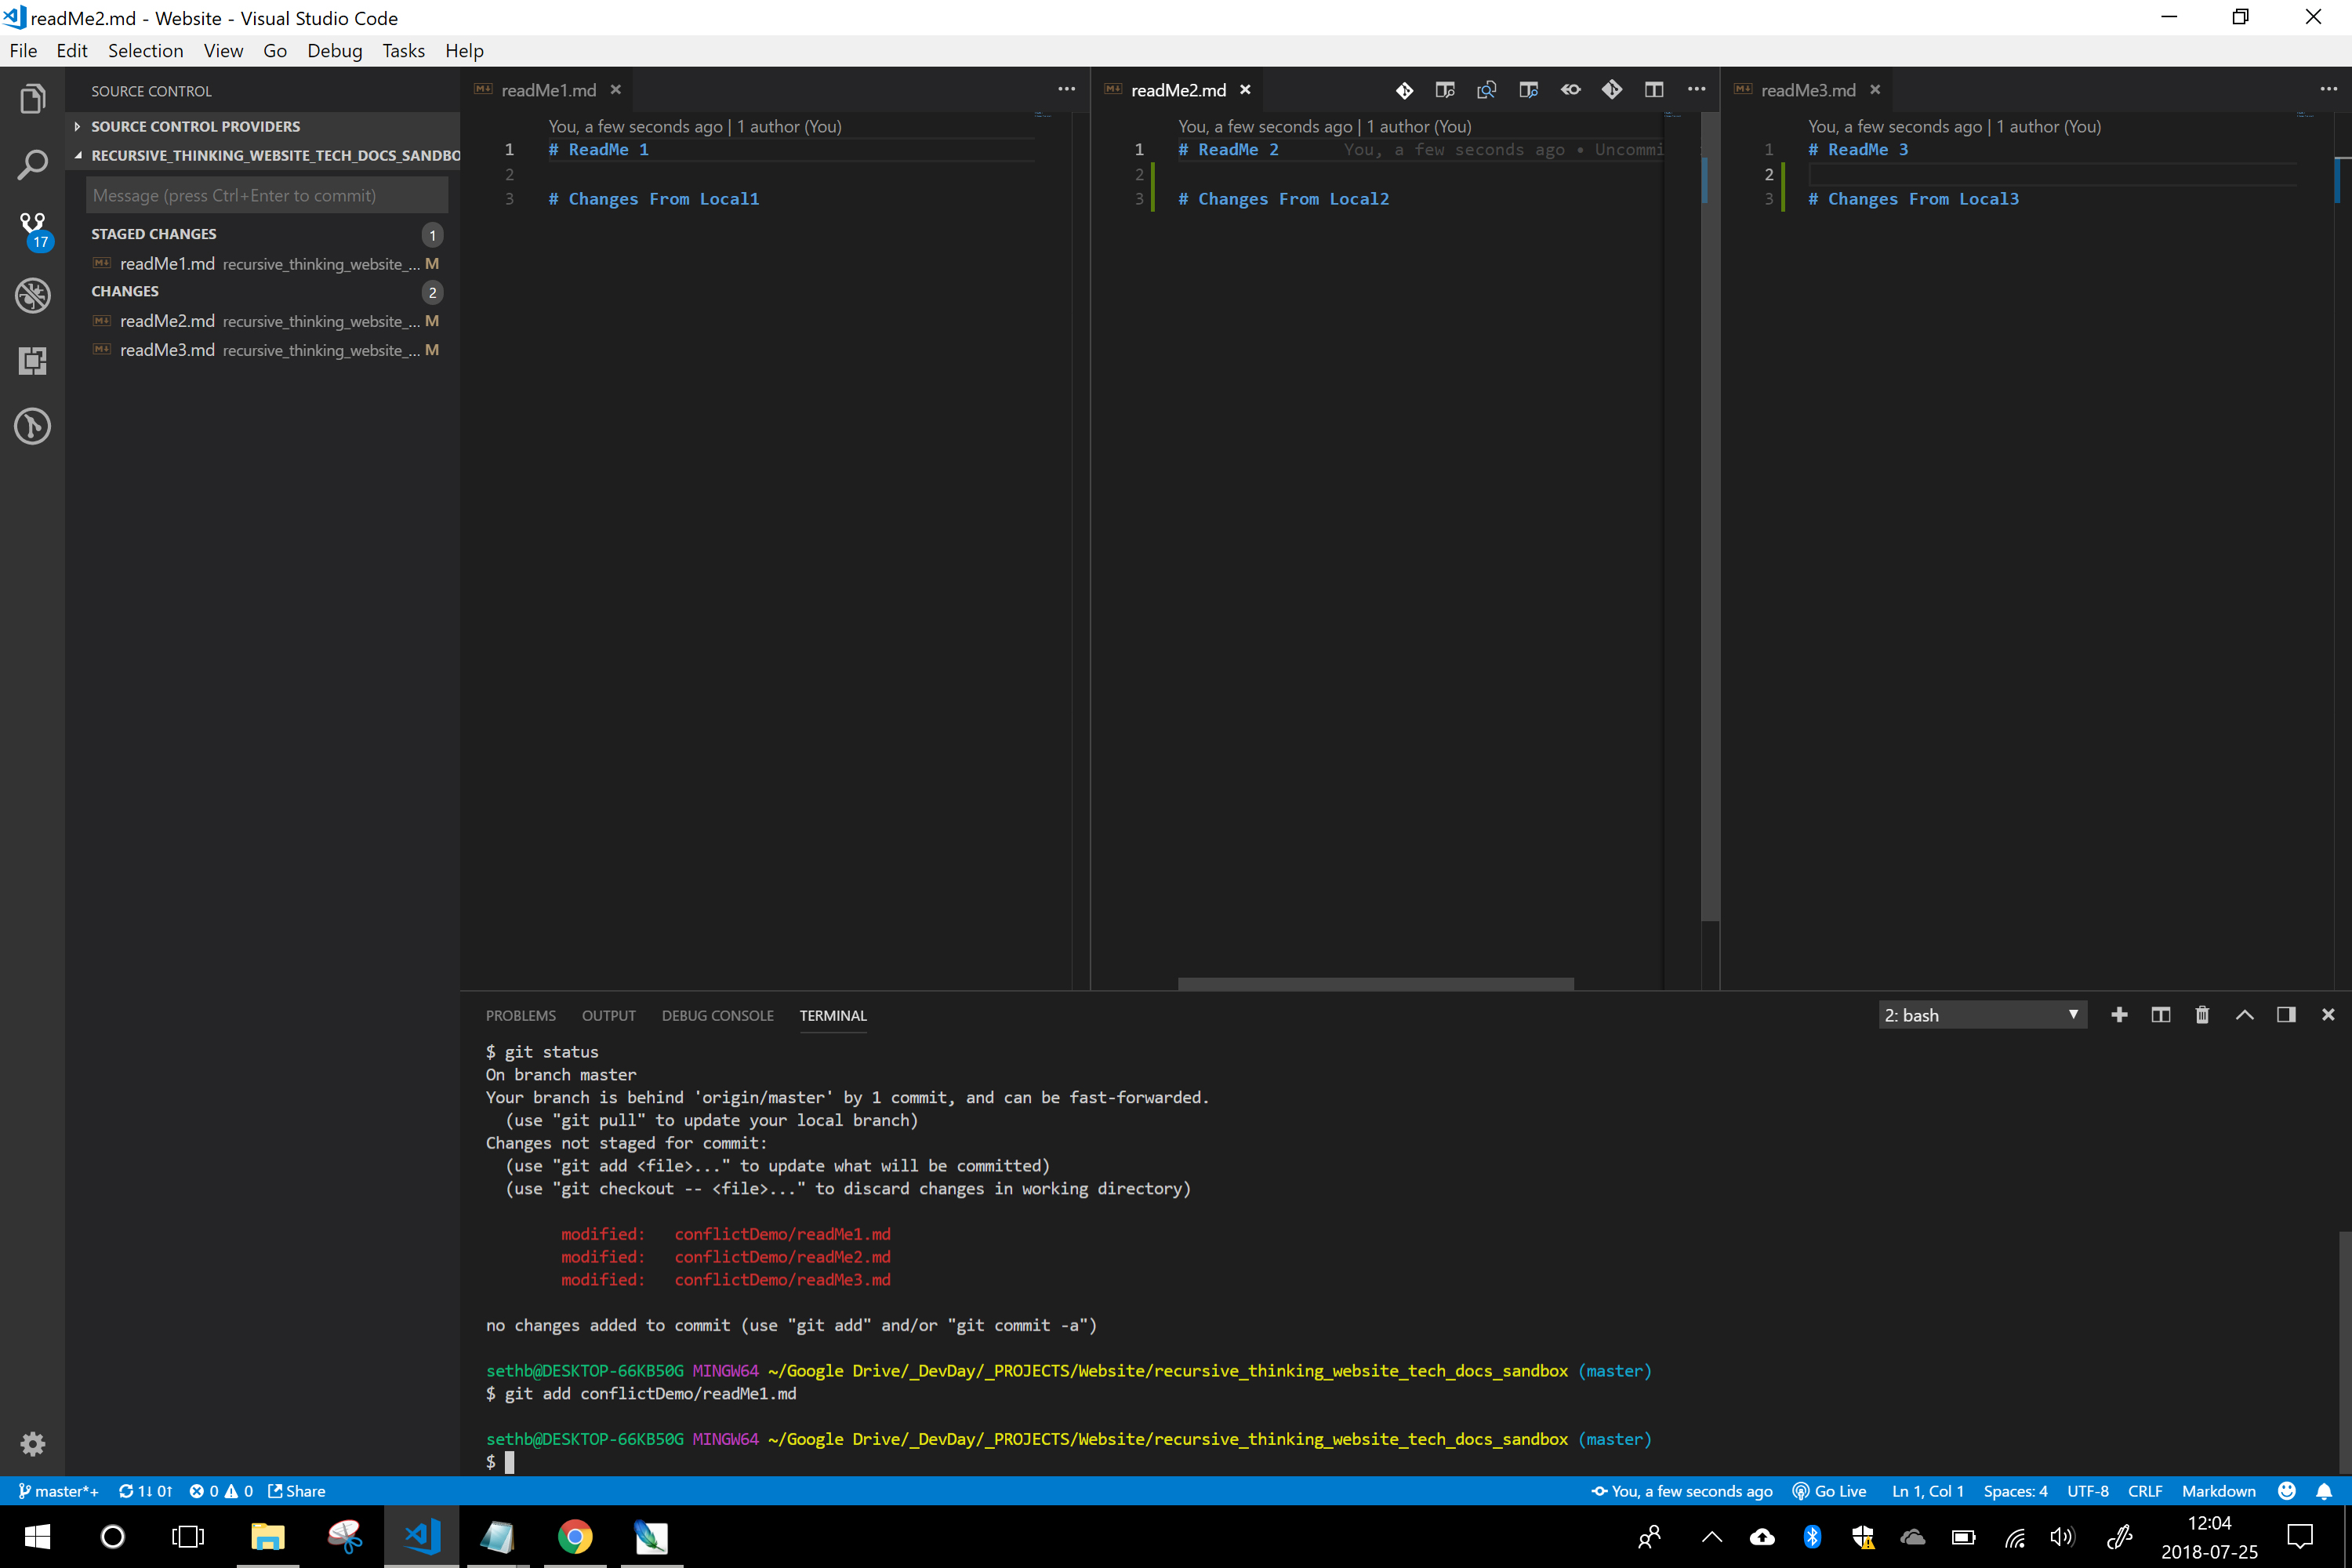 readMe2.md - Website - Visual Studio Code
File Edit Selection View Go Debug Tasks Help
SOURCE CONTROL
SOURCE CONTROL PROVIDERS
RECURSIVE_THINKING_WEBSITE_TECH_DOCS_SANDBO
Message (press Ctrl+Enter to commit)
STAGED CHANGES 1
readMe1.md recursive_thinking_website_... M
CHANGES 2
readMe2.md recursive_thinking_website_... M
readMe3.md recursive_thinking_website_... M
17
readMe1.md
You, a few seconds ago | 1 author (You)
1 # ReadMe 1
2
3 # Changes From Local1
readMe2.md
You, a few seconds ago | 1 author (You)
1 # ReadMe 2 You, a few seconds ago • Uncommi
2
3 # Changes From Local2
readMe3.md
You, a few seconds ago | 1 author (You)
1 # ReadMe 3
2
3 # Changes From Local3
PROBLEMS OUTPUT DEBUG CONSOLE TERMINAL 2: bash
$ git status
On branch master
Your branch is behind 'origin/master' by 1 commit, and can be fast-forwarded.
(use "git pull" to update your local branch)
Changes not staged for commit:
(use "git add <file>..." to update what will be committed)
(use "git checkout -- <file>..." to discard changes in working directory)
modified: conflictDemo/readMe1.md
modified: conflictDemo/readMe2.md
modified: conflictDemo/readMe3.md
no changes added to commit (use "git add" and/or "git commit -a")
sethb@DESKTOP-66KB50G MINGW64 ~/Google Drive/_DevDay/_PROJECTS/Website/recursive_thinking_website_tech_docs_sandbox (master)
$ git add conflictDemo/readMe1.md
sethb@DESKTOP-66KB50G MINGW64 ~/Google Drive/_DevDay/_PROJECTS/Website/recursive_thinking_website_tech_docs_sandbox (master)
$
master*+ 1↓ 0↑ 0 0 Share You, a few seconds ago Go Live Ln 1, Col 1 Spaces: 4 UTF-8 CRLF Markdown
12:04
2018-07-25